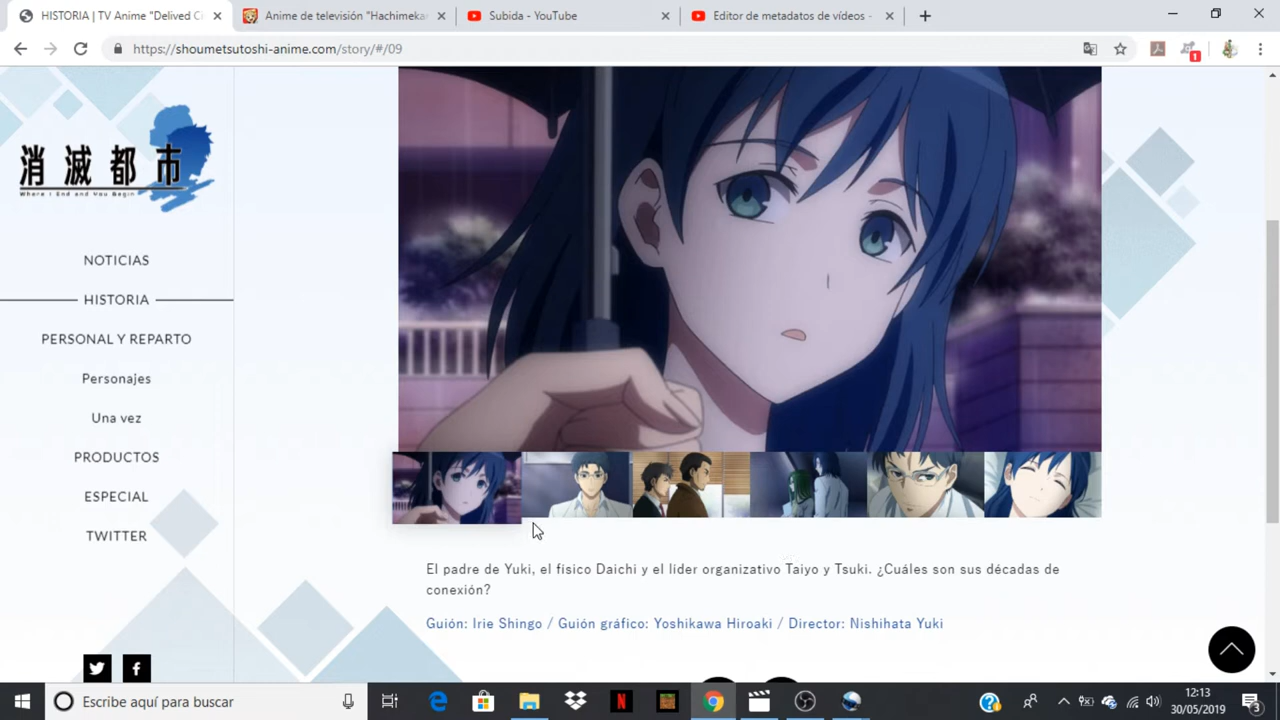 HISTORIA | TV Anime "Delived Ci
Anime de televisión "Hachimeka
Subida - YouTube
Editor de metadatos de vídeos -
https://shoumetsutoshi-anime.com/story/#/09
1
消滅都市
Where I End and You Begin
NOTICIAS
HISTORIA
PERSONAL Y REPARTO
Personajes
Una vez
PRODUCTOS
ESPECIAL
TWITTER
El padre de Yuki, el físico Daichi y el líder organizativo Taiyo y Tsuki. ¿Cuáles son sus décadas de
conexión?
Guión: Irie Shingo / Guión gráfico: Yoshikawa Hiroaki / Director: Nishihata Yuki
Escribe aquí para buscar
12:13
30/05/2019
3